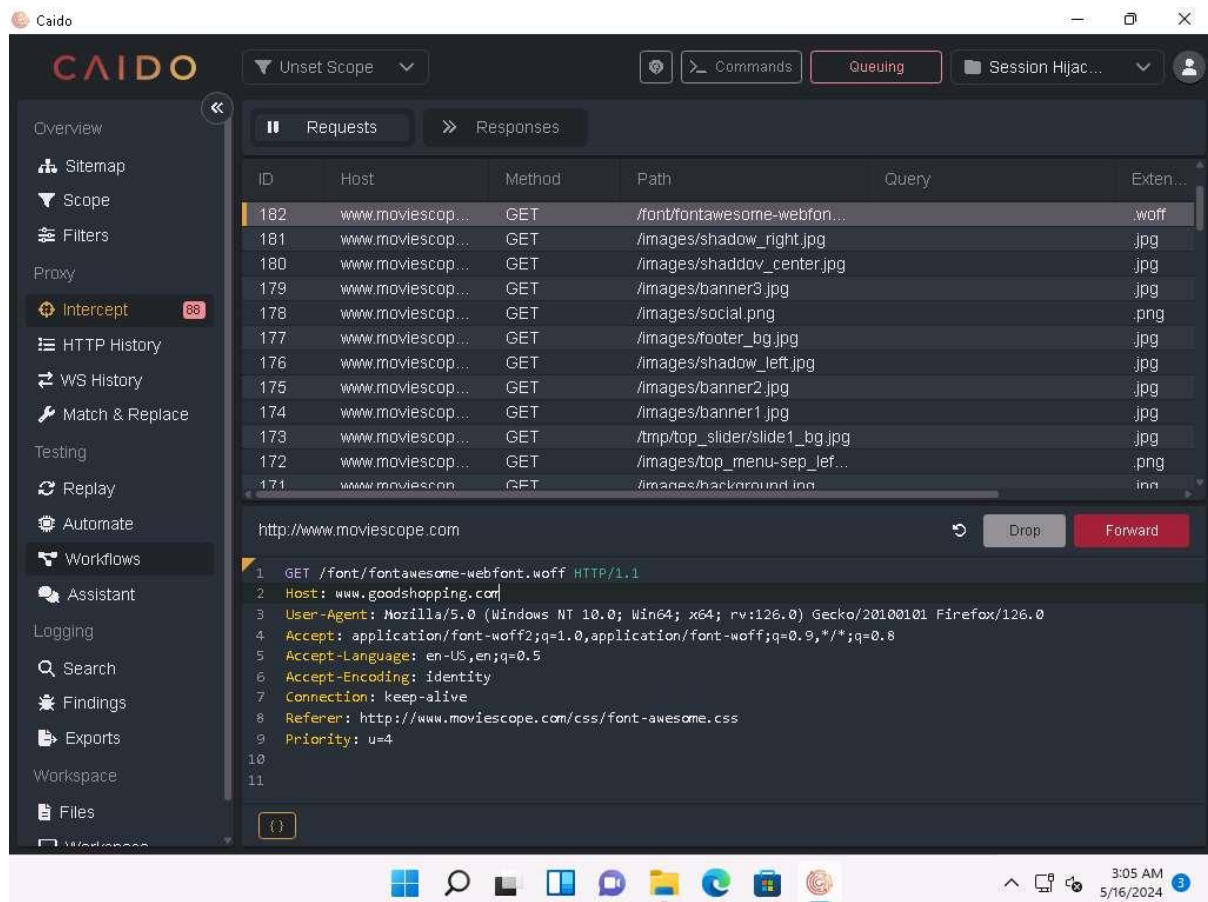 Caido
CAIDO
Unset Scope
Commands
Queuing
Session Hijac...
Overview
Sitemap
Scope
Filters
Proxy
Intercept 88
HTTP History
WS History
Match & Replace
Testing
Replay
Automate
Workflows
Assistant
Logging
Search
Findings
Exports
Workspace
Files
Requests Responses
ID Host Method Path Query Exten...
182 www.moviescop... GET /font/fontawesome-webfon... .woff
181 www.moviescop... GET /images/shadow_right.jpg .jpg
180 www.moviescop... GET /images/shaddov_center.jpg .jpg
179 www.moviescop... GET /images/banner3.jpg .jpg
178 www.moviescop... GET /images/social.png .png
177 www.moviescop... GET /images/footer_bg.jpg .jpg
176 www.moviescop... GET /images/shadow_left.jpg .jpg
175 www.moviescop... GET /images/banner2.jpg .jpg
174 www.moviescop... GET /images/banner1.jpg .jpg
173 www.moviescop... GET /tmp/top_slider/slide1_bg.jpg .jpg
172 www.moviescop... GET /images/top_menu-sep_lef... .png
171 GET
http://www.moviescope.com Drop Forward
1 GET /font/fontawesome-webfont.woff HTTP/1.1
2 Host: www.goodshopping.com
3 User-Agent: Mozilla/5.0 (Windows NT 10.0; Win64; x64; rv:126.0) Gecko/20100101 Firefox/126.0
4 Accept: application/font-woff2;q=1.0,application/font-woff;q=0.9,*/*;q=0.8
5 Accept-Language: en-US,en;q=0.5
6 Accept-Encoding: identity
7 Connection: keep-alive
8 Referer: http://www.moviescope.com/css/font-awesome.css
9 Priority: u=4
10
11
{}
3:05 AM
5/16/2024
3